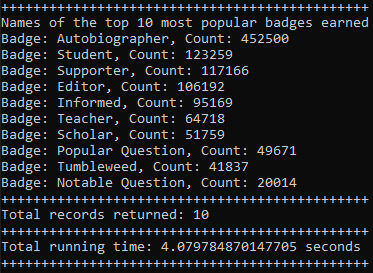 ++++++++++++++++++++++++++++++++++++++++++++++
Names of the top 10 most popular badges earned
Badge: Autobiographer, Count: 452500
Badge: Student, Count: 123259
Badge: Supporter, Count: 117166
Badge: Editor, Count: 106192
Badge: Informed, Count: 95169
Badge: Teacher, Count: 64718
Badge: Scholar, Count: 51759
Badge: Popular Question, Count: 49671
Badge: Tumbleweed, Count: 41837
Badge: Notable Question, Count: 20014
++++++++++++++++++++++++++++++++++++++++++++++
Total records returned: 10
++++++++++++++++++++++++++++++++++++++++++++++
Total running time: 4.079784870147705 seconds
++++++++++++++++++++++++++++++++++++++++++++++